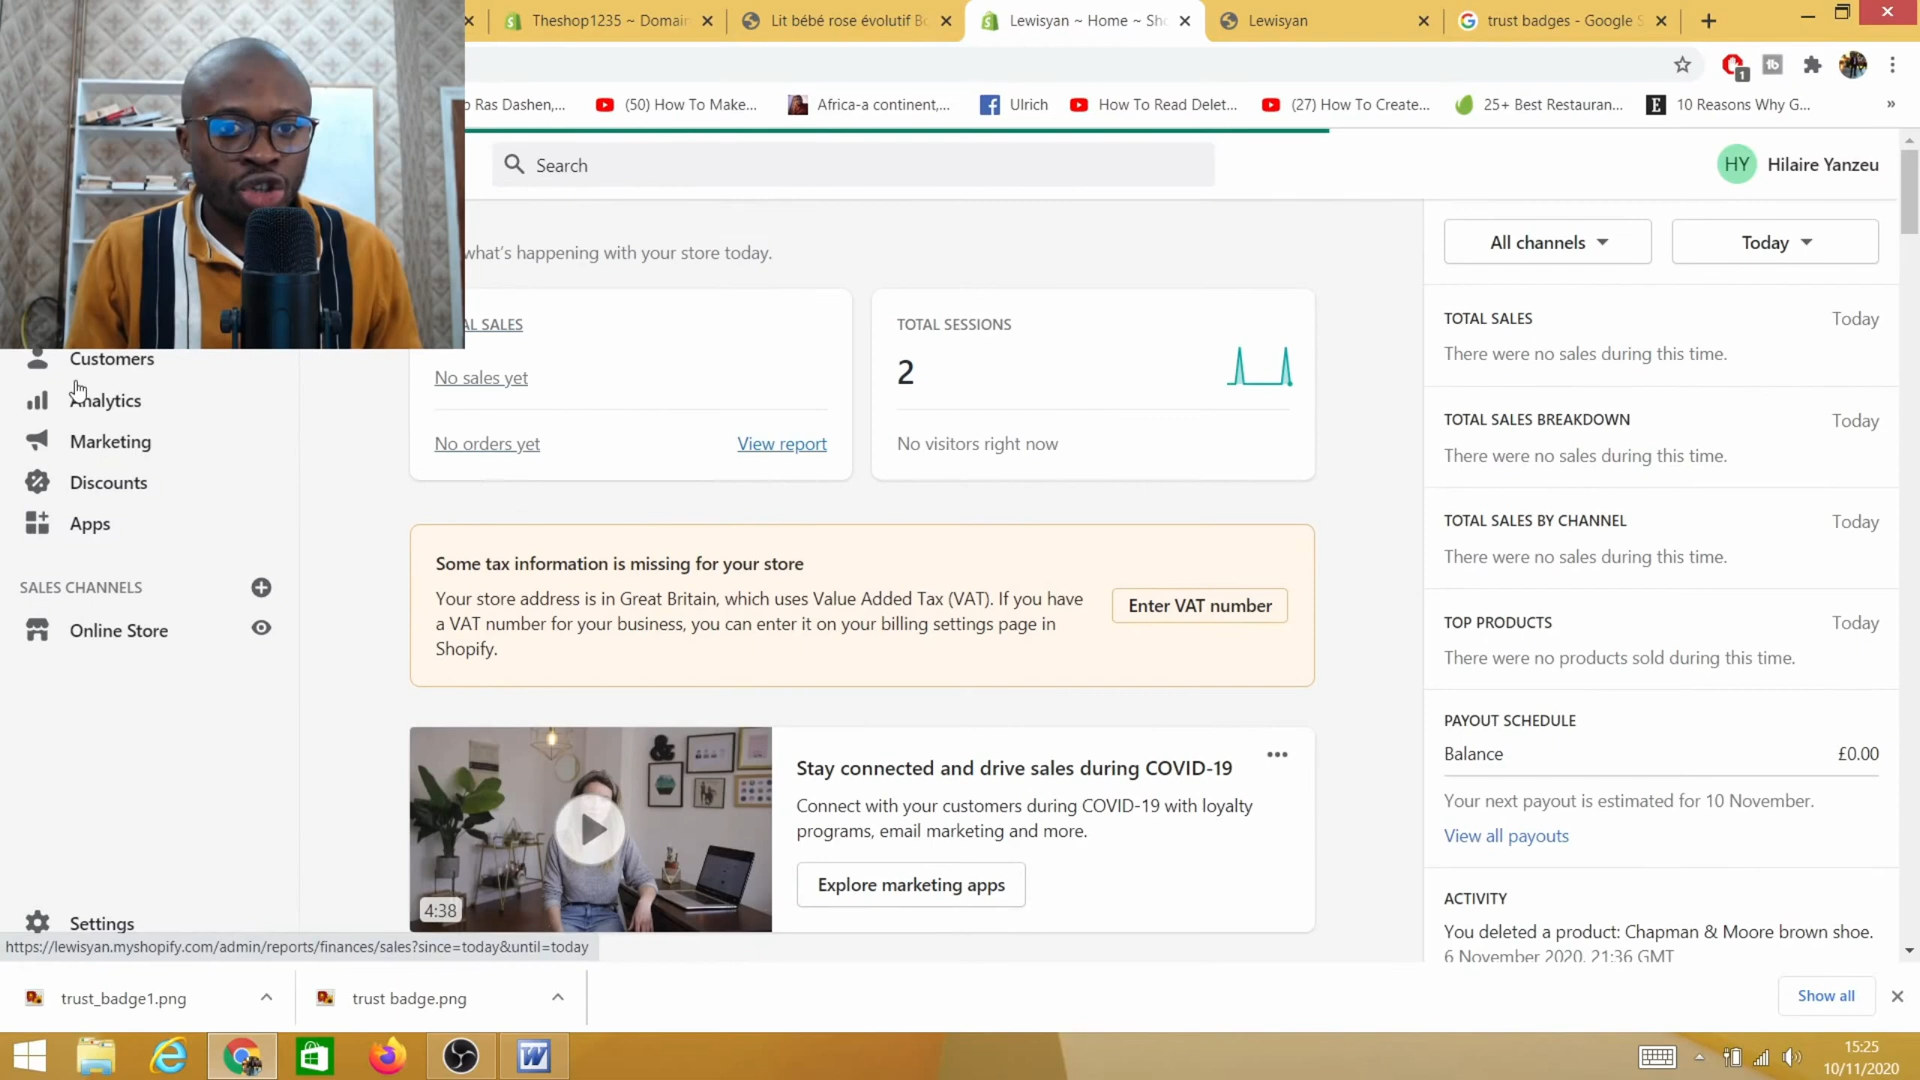 Theshop1235 ~ Domain
Lit bébé rose évolutif Bo
Lewisyan ~ Home ~ Sho
Lewisyan
trust badges - Google S
1
Ras Dashen,...
(50) How To Make...
Africa-a continent,...
Ulrich
How To Read Delet...
(27) How To Create...
25+ Best Restauran...
10 Reasons Why G...
»
Search
HY
Hilaire Yanzeu
what's happening with your store today.
All channels
Today
L SALES
No sales yet
No orders yet
View report
TOTAL SESSIONS
2
No visitors right now
Customers
Analytics
Marketing
Discounts
Apps
SALES CHANNELS
Online Store
Settings
Some tax information is missing for your store
Your store address is in Great Britain, which uses Value Added Tax (VAT). If you have
a VAT number for your business, you can enter it on your billing settings page in
Shopify.
Enter VAT number
4:38
Stay connected and drive sales during COVID-19
Connect with your customers during COVID-19 with loyalty
programs, email marketing and more.
Explore marketing apps
TOTAL SALES
Today
There were no sales during this time.
TOTAL SALES BREAKDOWN
Today
There were no sales during this time.
TOTAL SALES BY CHANNEL
Today
There were no sales during this time.
TOP PRODUCTS
Today
There were no products sold during this time.
PAYOUT SCHEDULE
Balance
£0.00
Your next payout is estimated for 10 November.
View all payouts
ACTIVITY
You deleted a product: Chapman & Moore brown shoe.
6 November 2020, 21:36 GMT
https://lewisyan.myshopify.com/admin/reports/finances/sales?since=today&until=today
trust_badge1.png
trust badge.png
Show all
15:25
10/11/2020